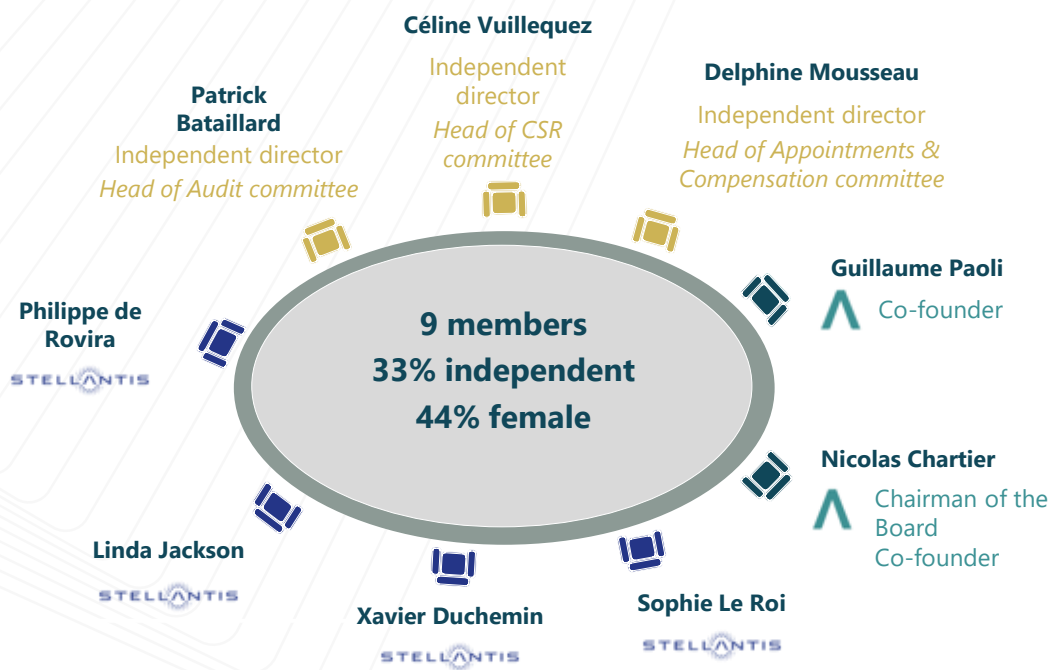 Céline Vuillequez
Independent
director
Head of CSR
committee
Delphine Mousseau
Independent director
Head of Appointments &
Compensation committee
Patrick
Bataillard
Independent director
Head of Audit committee
Guillaume Paoli
Co-founder
Philippe de
Rovira
STELLANTIS
9 members
33% independent
44% female
Nicolas Chartier
Chairman of the
Board
Co-founder
Linda Jackson
STELLANTIS
Xavier Duchemin
STELLANTIS
Sophie Le Roi
STELLANTIS